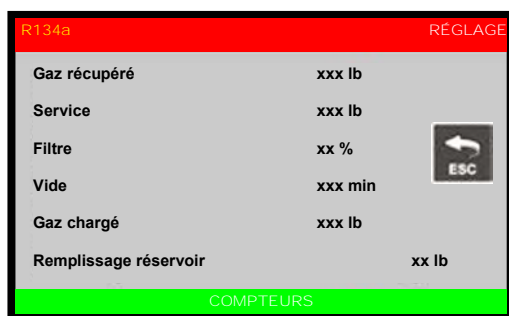 R134a RÉGLAGE
Gaz récupéré xxx lb
Service xxx lb
Filtre xx %
ESC
Vide xxx min
Gaz chargé xxx lb
Remplissage réservoir xx lb
COMPTEURS